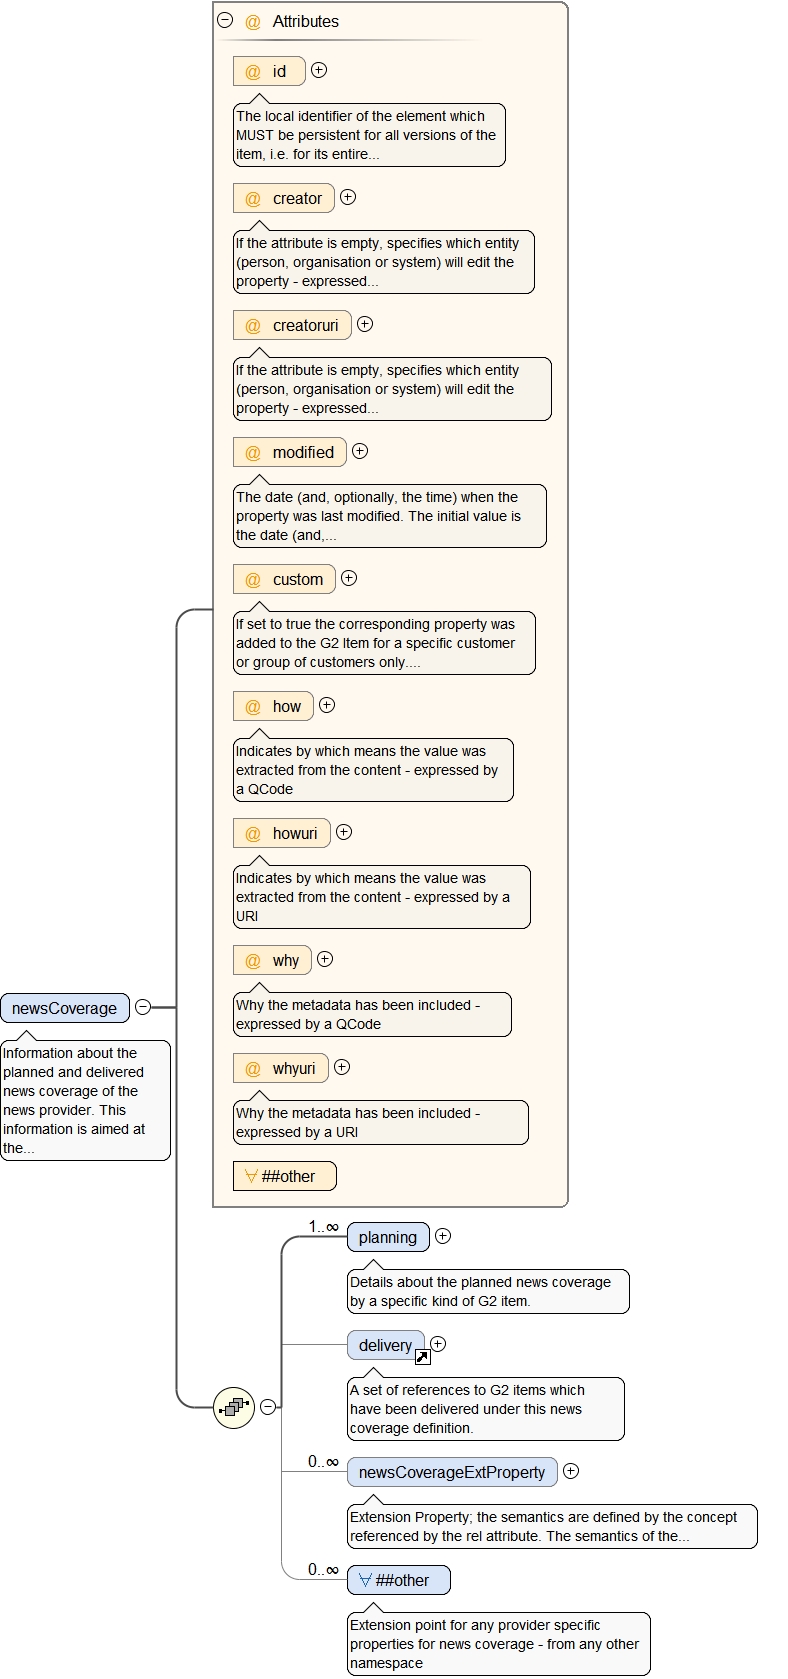 @ Attributes
@ id
The local identifier of the element which
MUST be persistent for all versions of the
item, i.e. for its entire...
@ creator
If the attribute is empty, specifies which entity
(person, organisation or system) will edit the
property - expressed...
@ creatoruri
If the attribute is empty, specifies which entity
(person, organisation or system) will edit the
property - expressed...
@ modified
The date (and, optionally, the time) when the
property was last modified. The initial value is
the date (and,...
@ custom
If set to true the corresponding property was
added to the G2 Item for a specific customer
or group of customers only....
@ how
Indicates by which means the value was
extracted from the content - expressed by
a QCode
@ howuri
Indicates by which means the value was
extracted from the content - expressed by a
URI
@ why
Why the metadata has been included -
expressed by a QCode
@ whyuri
Why the metadata has been included -
expressed by a URI
##other
newsCoverage
Information about the
planned and delivered
news coverage of the
news provider. This
information is aimed at
the...
1..∞
planning
Details about the planned news coverage
by a specific kind of G2 item.
delivery
A set of references to G2 items which
have been delivered under this news
coverage definition.
0..∞
newsCoverageExtProperty
Extension Property; the semantics are defined by the concept
referenced by the rel attribute. The semantics of the...
0..∞
##other
Extension point for any provider specific
properties for news coverage - from any other
namespace